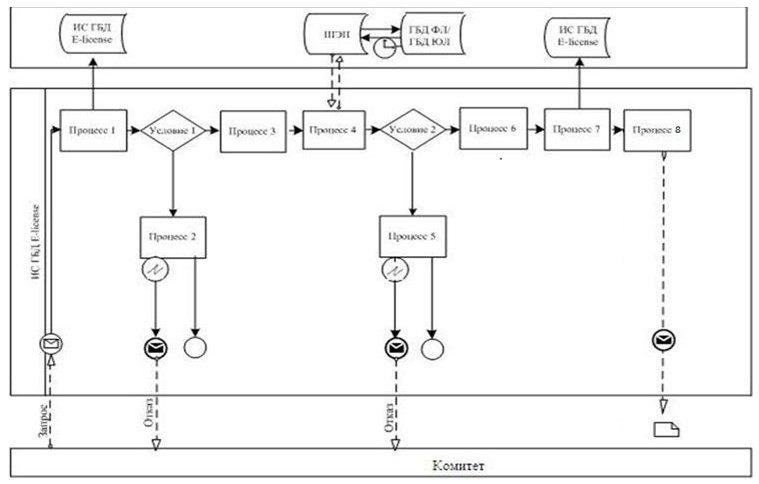 ИС ГБД
E-license
ШЭП
ГБД ФЛ/
ГБД ЮЛ
ИС ГБД
E-license
Процесс 1
Условие 1
Процесс 3
Процесс 4
Условие 2
Процесс 6
Процесс 7
Процесс 8
Процесс 2
Процесс 5
ИС ГБД E-license
Запрос
Отказ
Отказ
Комитет